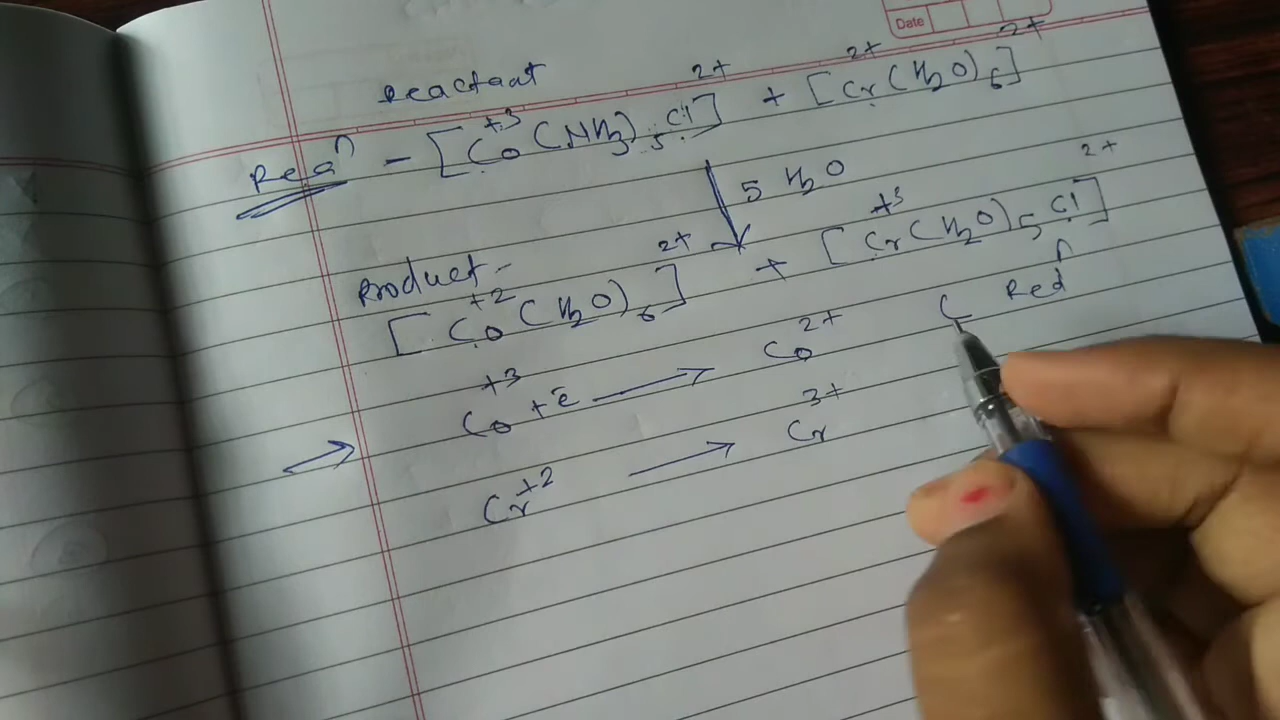 Date
reactant
Reaⁿ - [Co⁺³(NH₃)₅Cl]²⁺ + [Cr²⁺(H₂O)₆]²⁺
5 H₂O
Product -
[Co⁺²(H₂O)₆]²⁺ + [Cr⁺³(H₂O)₅Cl]²⁺
Co⁺³ + e⁻ → Co²⁺ ( Redⁿ
⇒ Cr⁺² → Cr³⁺